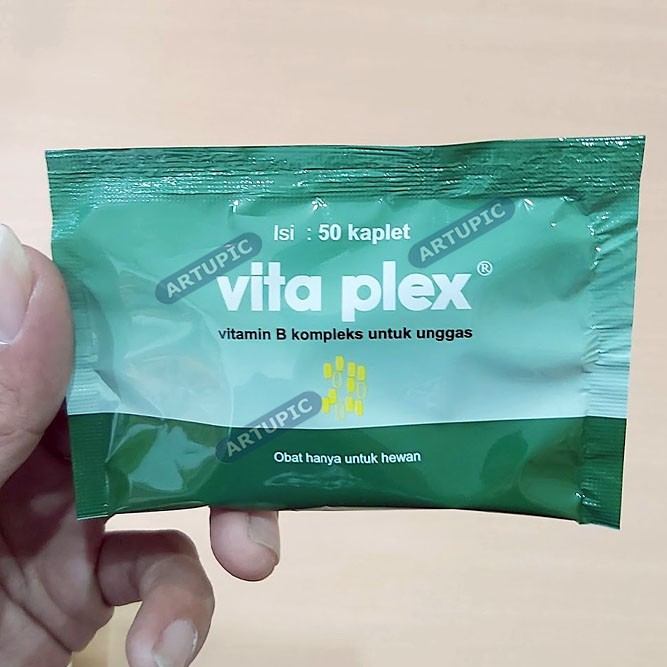 Isi : 50 kaplet
vita plex®
vitamin B kompleks untuk unggas
Obat hanya untuk hewan
ARTUPIC
ARTUPIC
ARTUPIC